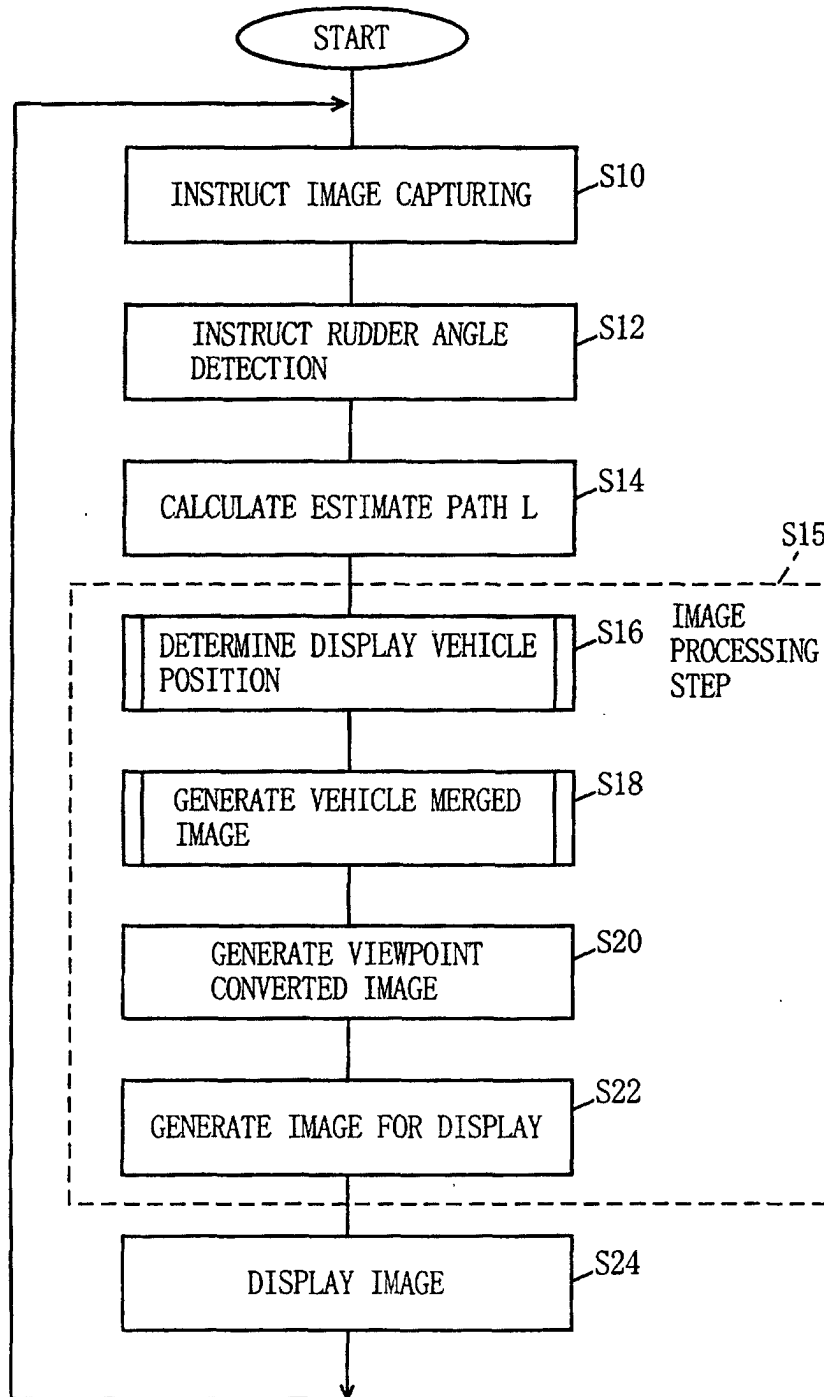 START
INSTRUCT IMAGE CAPTURING
S10
INSTRUCT RUDDER ANGLE
DETECTION
S12
CALCULATE ESTIMATE PATH L
S14
S15
IMAGE
PROCESSING
STEP
DETERMINE DISPLAY VEHICLE
POSITION
S16
GENERATE VEHICLE MERGED
IMAGE
S18
GENERATE VIEWPOINT
CONVERTED IMAGE
S20
GENERATE IMAGE FOR DISPLAY
S22
DISPLAY IMAGE
S24